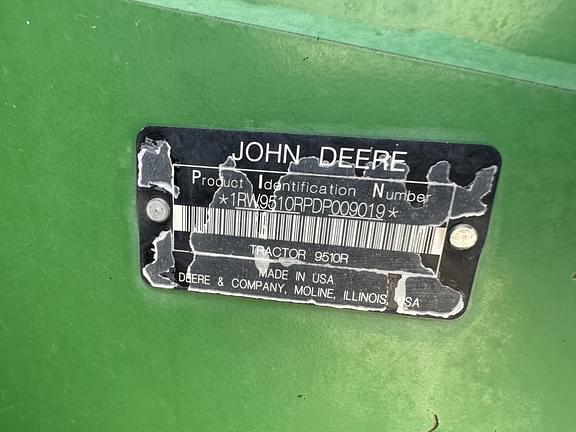 JOHN DEERE
Product Identification Number
*1RW9510RPDP009019*
TRACTOR 9510R
MADE IN USA
DEERE & COMPANY, MOLINE, ILLINOIS, USA